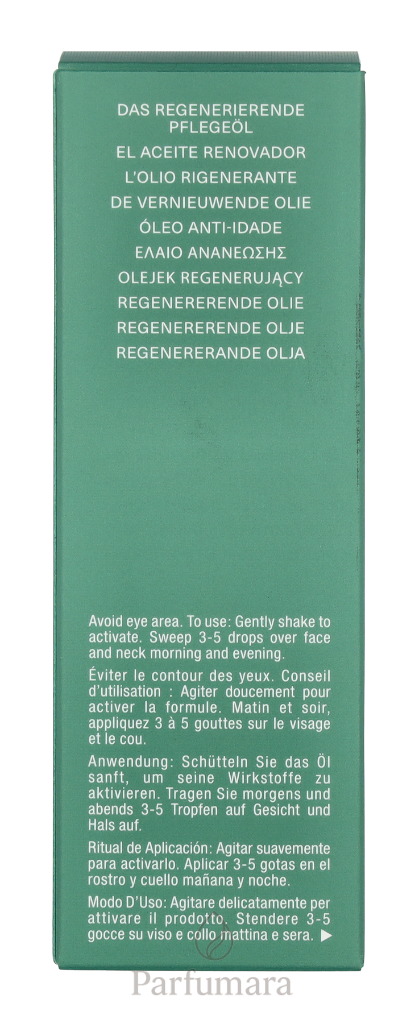 DAS REGENERIERENDE
PFLEGEÖL
EL ACEITE RENOVADOR
L'OLIO RIGENERANTE
DE VERNIEUWENDE OLIE
ÓLEO ANTI-IDADE
ΕΛΑΙΟ ΑΝΑΝΕΩΣΗΣ
OLEJEK REGENERUJĄCY
REGENERERENDE OLIE
REGENERERENDE OLJE
REGENERERANDE OLJA
Avoid eye area. To use: Gently shake to
activate. Sweep 3-5 drops over face
and neck morning and evening.
Éviter le contour des yeux. Conseil
d'utilisation : Agiter doucement pour
activer la formule. Matin et soir,
appliquez 3 à 5 gouttes sur le visage
et le cou.
Anwendung: Schütteln Sie das Öl
sanft, um seine Wirkstoffe zu
aktivieren. Tragen Sie morgens und
abends 3-5 Tropfen auf Gesicht und
Hals auf.
Ritual de Aplicación: Agitar suavemente
para activarlo. Aplicar 3-5 gotas en el
rostro y cuello mañana y noche.
Modo D'Uso: Agitare delicatamente per
attivare il prodotto. Stendere 3-5
gocce su viso e collo mattina e sera. ▶
Parfumara